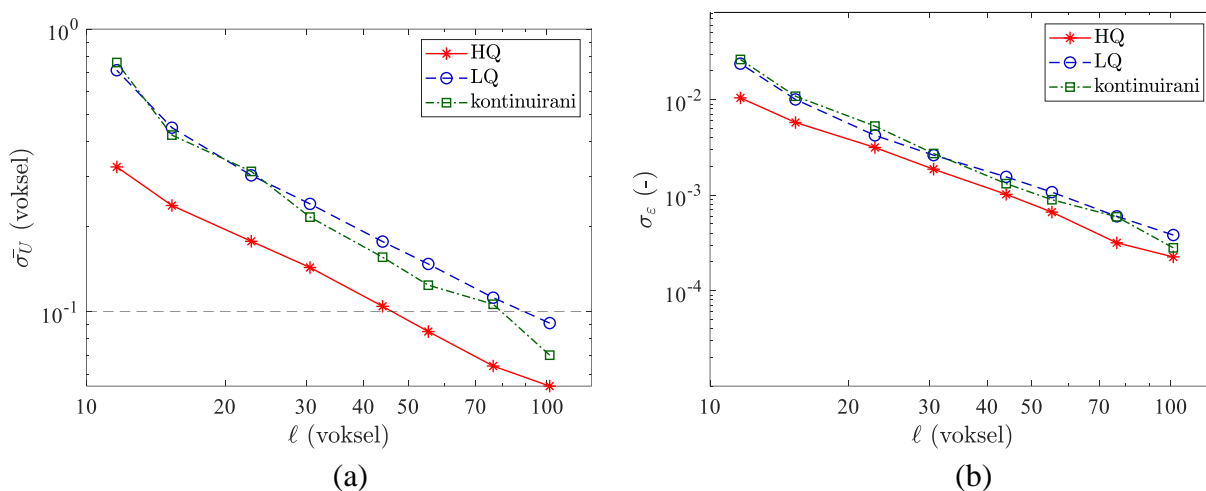 10⁰
10⁻¹
σ̄_U (voksel)
HQ
LQ
kontinuirani
10 20 30 40 50 70 100
ℓ (voksel)
(a)
10⁻²
10⁻³
10⁻⁴
σ_ε (-)
HQ
LQ
kontinuirani
10 20 30 40 50 70 100
ℓ (voksel)
(b)